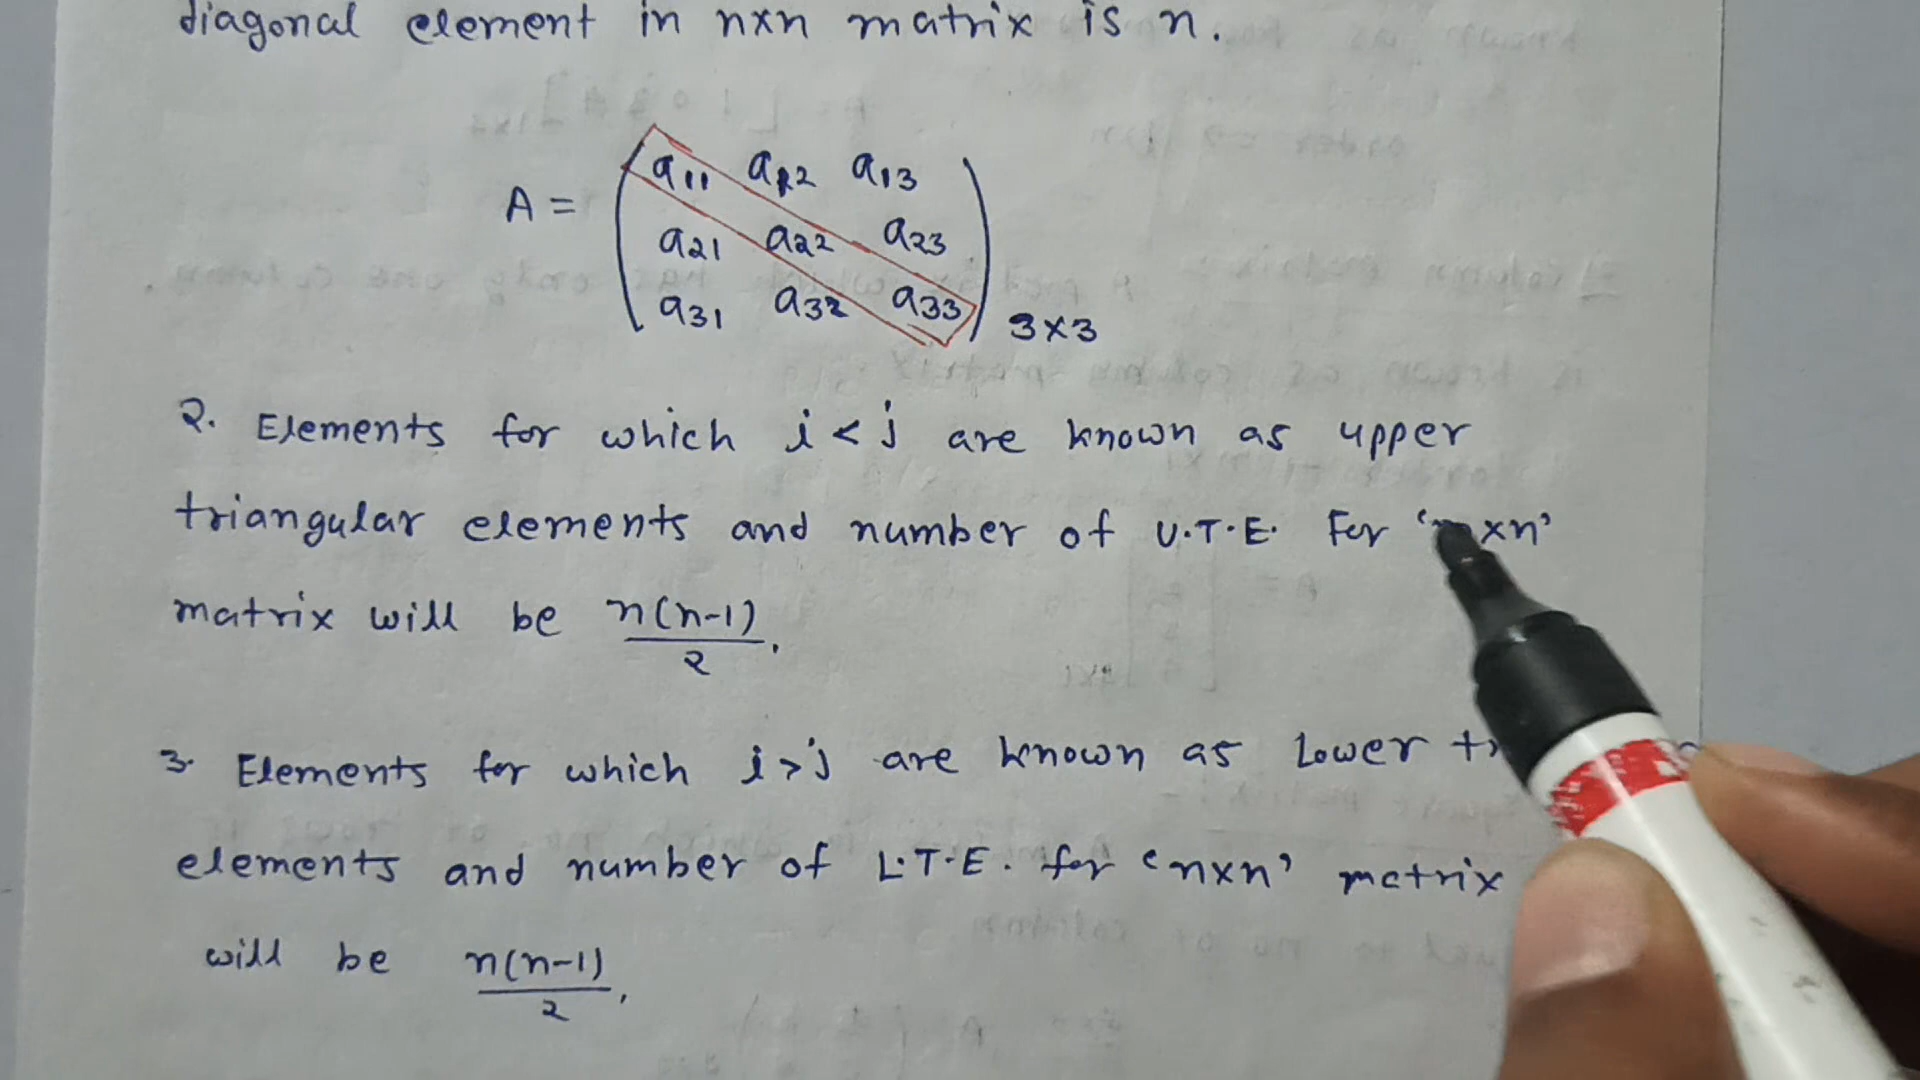 diagonal element in n×n matrix is n.
A = ( a11 a12 a13
a21 a22 a23
a31 a32 a33 ) 3×3
2. Elements for which i < j are known as upper
triangular elements and number of U.T.E. For ‘n×n’
matrix will be n(n-1)/2.
3. Elements for which i > j are known as Lower
elements and number of L.T.E. for ‘n×n’ matrix
will be n(n-1)/2,